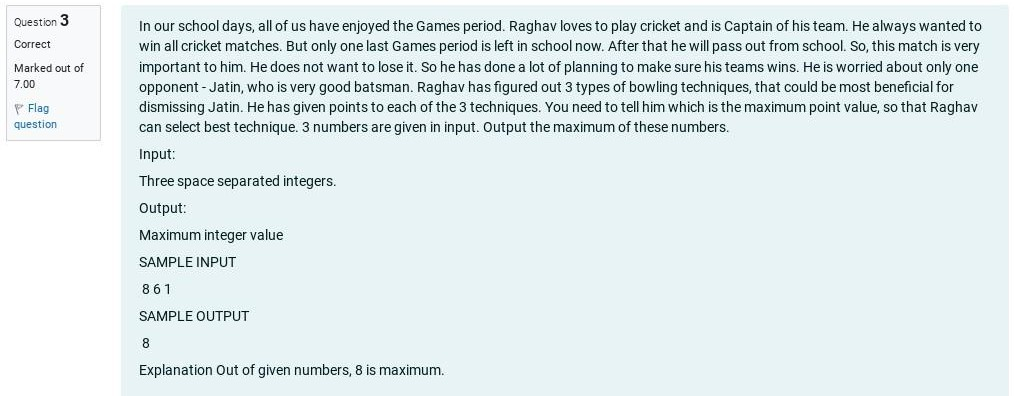 Question 3
Correct
Marked out of
7.00
Flag
question
In our school days, all of us have enjoyed the Games period. Raghav loves to play cricket and is Captain of his team. He always wanted to
win all cricket matches. But only one last Games period is left in school now. After that he will pass out from school. So, this match is very
important to him. He does not want to lose it. So he has done a lot of planning to make sure his teams wins. He is worried about only one
opponent - Jatin, who is very good batsman. Raghav has figured out 3 types of bowling techniques, that could be most beneficial for
dismissing Jatin. He has given points to each of the 3 techniques. You need to tell him which is the maximum point value, so that Raghav
can select best technique. 3 numbers are given in input. Output the maximum of these numbers.
Input:
Three space separated integers.
Output:
Maximum integer value
SAMPLE INPUT
8 6 1
SAMPLE OUTPUT
8
Explanation Out of given numbers, 8 is maximum.